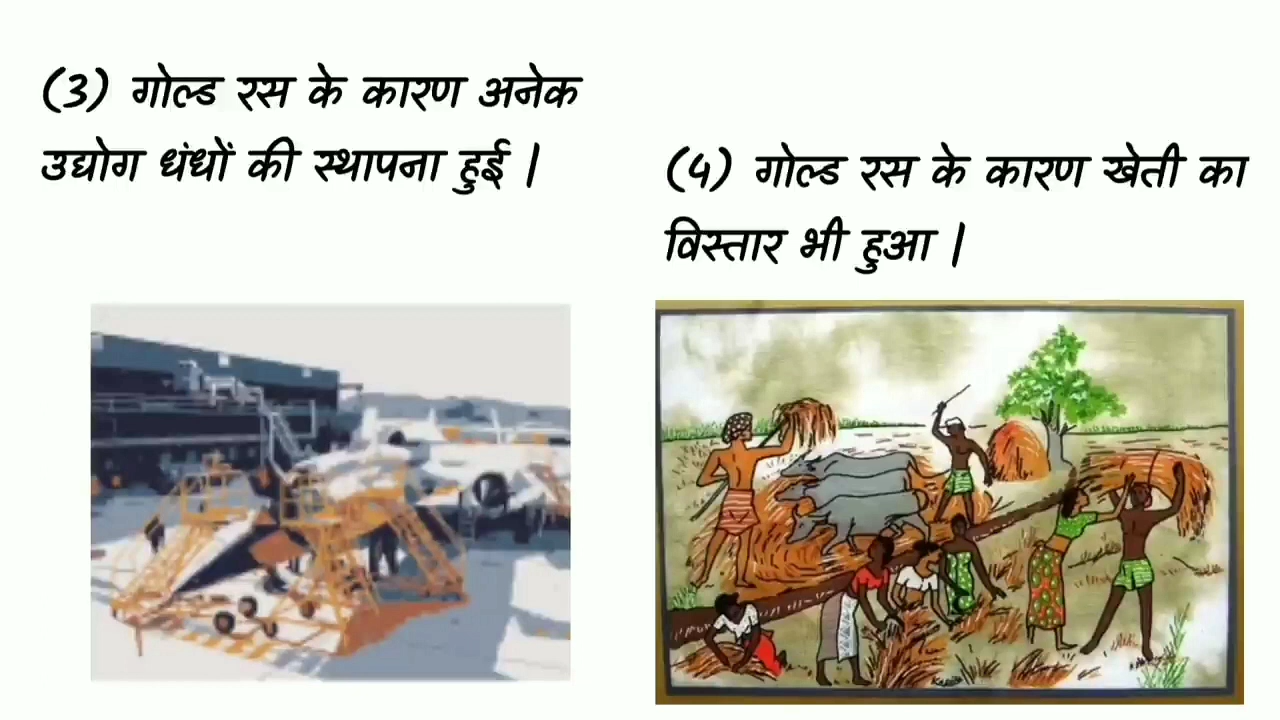 (3) गोल्ड रस के कारण अनेक
उद्योग धंधों की स्थापना हुई |
(4) गोल्ड रस के कारण खेती का
विस्तार भी हुआ |